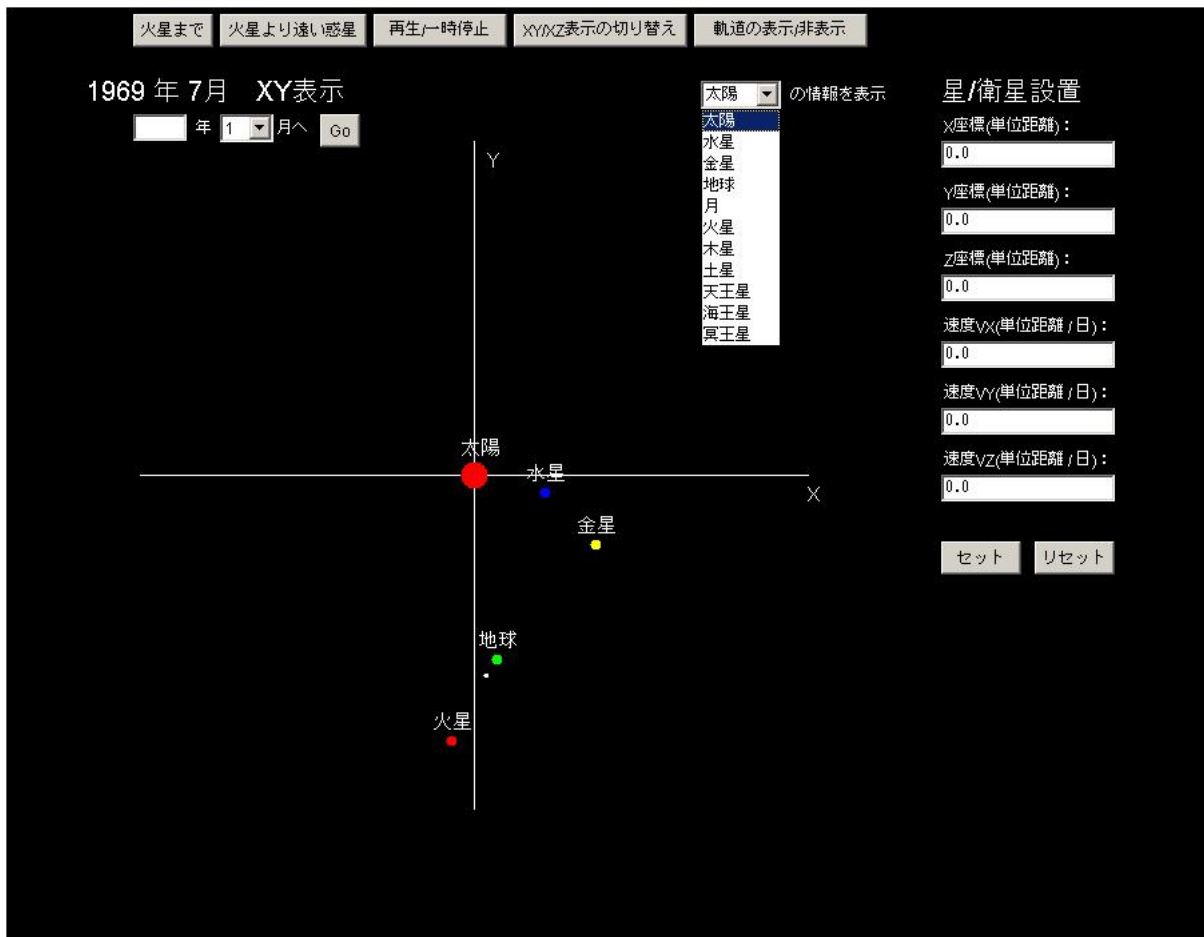 火星まで 火星より遠い惑星 再生/一時停止 XY/XZ表示の切り替え 軌道の表示/非表示
1969 年 7月 XY表示
年 1 月へ Go
太陽 の情報を表示
太陽
水星
金星
地球
月
火星
木星
土星
天王星
海王星
冥王星
Y
太陽
水星
X
金星
地球
火星
星/衛星設置
X座標(単位距離)：
0.0
Y座標(単位距離)：
0.0
Z座標(単位距離)：
0.0
速度VX(単位距離/日)：
0.0
速度VY(単位距離/日)：
0.0
速度VZ(単位距離/日)：
0.0
セット リセット